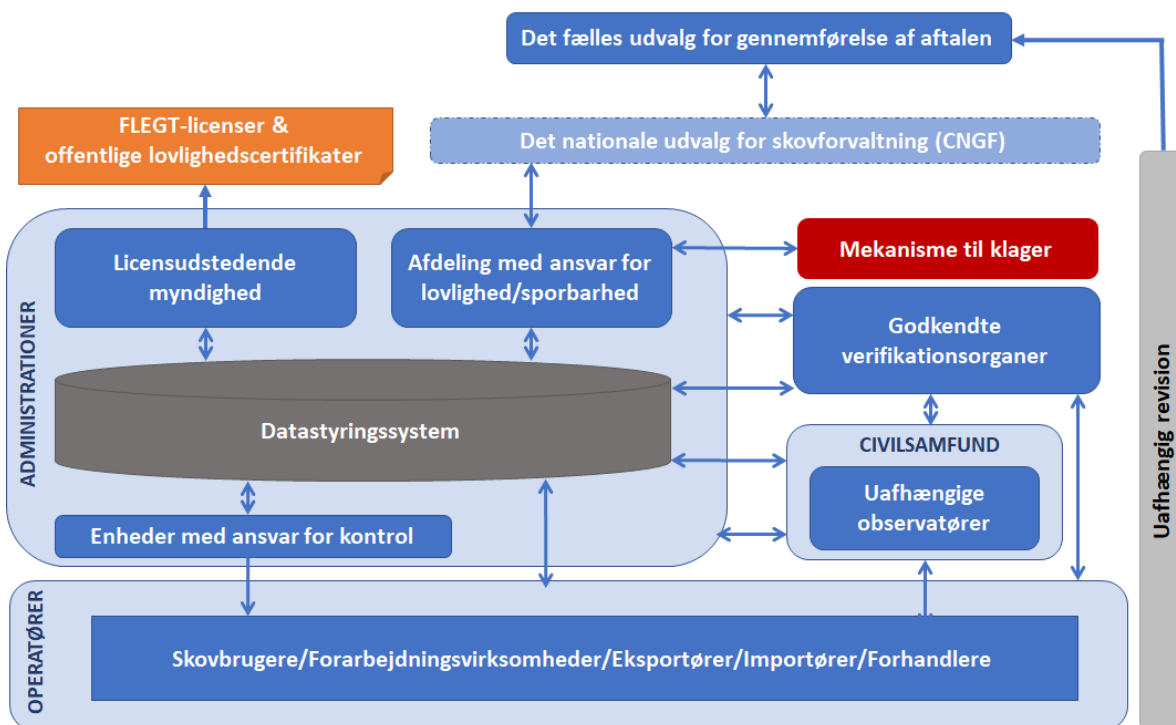 Det fælles udvalg for gennemførelse af aftalen
FLEGT-licenser &
offentlige lovlighedscertifikater
Det nationale udvalg for skovforvaltning (CNGF)
ADMINISTRATIONER
Licensudstedende
myndighed
Afdeling med ansvar for
lovlighed/sporbarhed
Mekanisme til klager
Godkendte
verifikationsorganer
Datastyringssystem
CIVILSAMFUND
Uafhængige
observatører
Enheder med ansvar for kontrol
Uafhængig revision
OPERATØRER
Skovbrugere/Forarbejdningsvirksomheder/Eksportører/Importører/Forhandlere